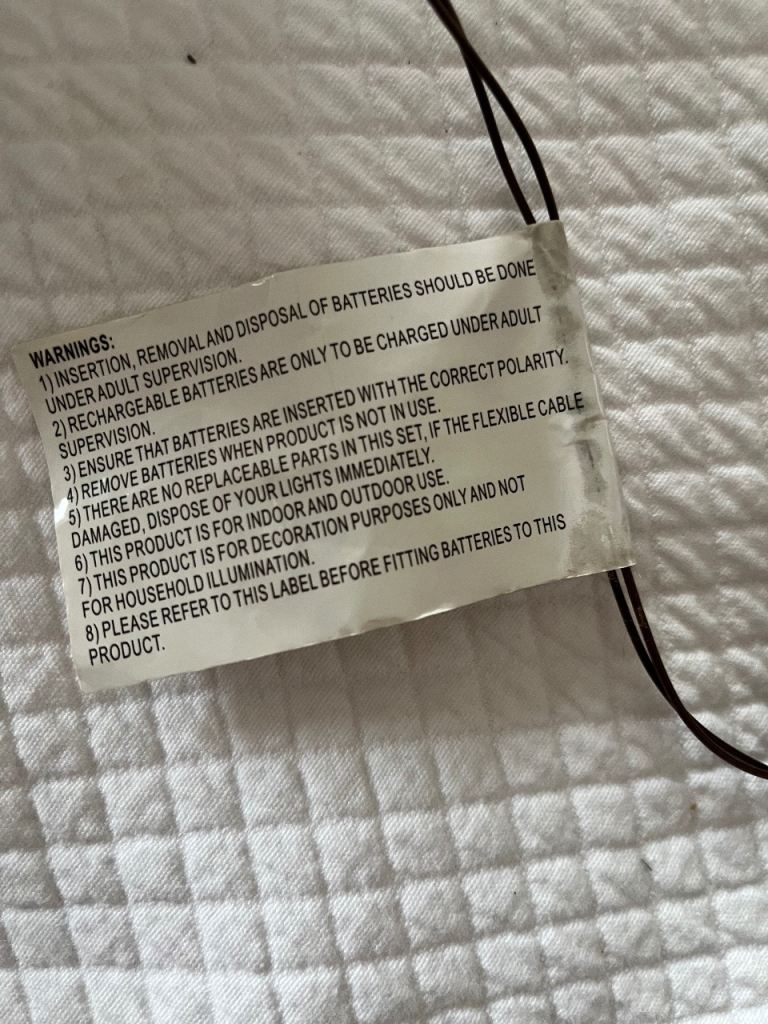 WARNINGS:
1) INSERTION, REMOVAL AND DISPOSAL OF BATTERIES SHOULD BE DONE
UNDER ADULT SUPERVISION.
2) RECHARGEABLE BATTERIES ARE ONLY TO BE CHARGED UNDER ADULT
SUPERVISION.
3) ENSURE THAT BATTERIES ARE INSERTED WITH THE CORRECT POLARITY.
4) REMOVE BATTERIES WHEN PRODUCT IS NOT IN USE.
5) THERE ARE NO REPLACEABLE PARTS IN THIS SET, IF THE FLEXIBLE CABLE
DAMAGED, DISPOSE OF YOUR LIGHTS IMMEDIATELY.
6) THIS PRODUCT IS FOR INDOOR AND OUTDOOR USE.
7) THIS PRODUCT IS FOR DECORATION PURPOSES ONLY AND NOT
FOR HOUSEHOLD ILLUMINATION.
8) PLEASE REFER TO THIS LABEL BEFORE FITTING BATTERIES TO THIS
PRODUCT.